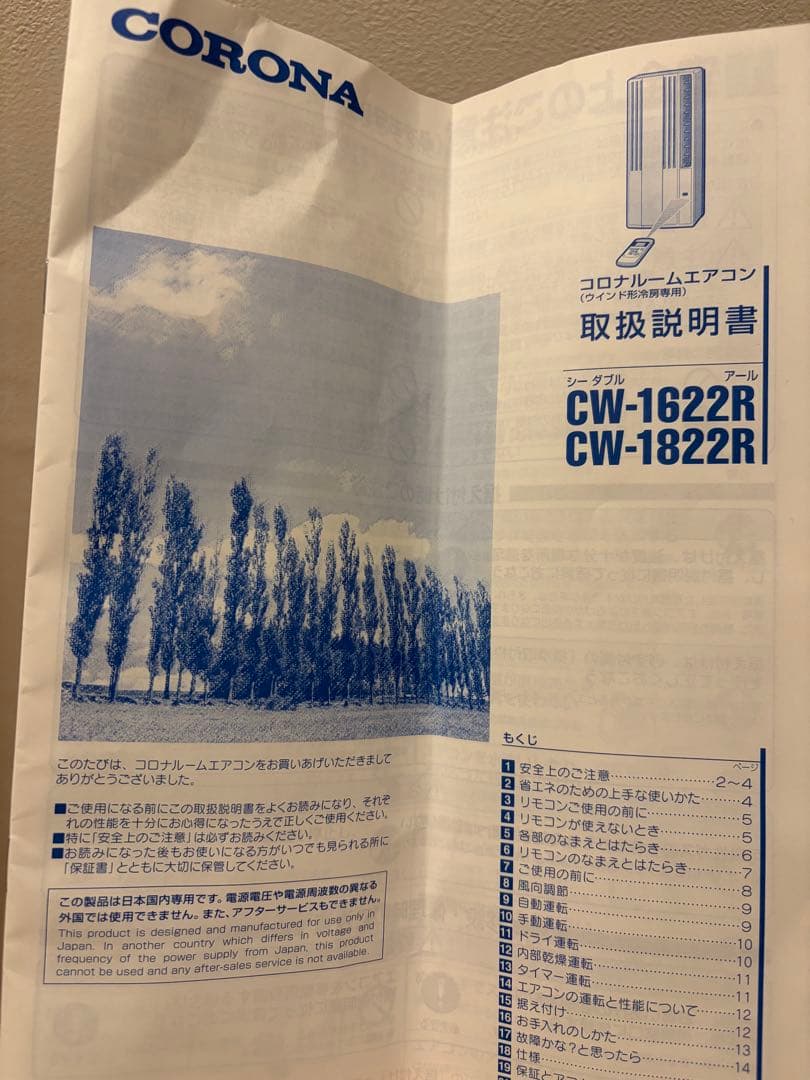 CORONA
コロナルームエアコン
(ウインド形冷房専用)
取扱説明書
シー ダブル アール
CW-1622R
CW-1822R
このたびは、コロナルームエアコンをお買いあげいただきまして
ありがとうございました。
■ご使用になる前にこの取扱説明書をよくお読みになり、それぞ
れの性能を十分にお心得になったうえで正しくご使用ください。
■特に「安全上のご注意」は必ずお読みください。
■お読みになった後もお使いになる方がいつでも見られる所に
「保証書」とともに大切に保管してください。
この製品は日本国内専用です。電源電圧や電源周波数の異なる
外国では使用できません。また、アフターサービスもできません。
This product is designed and manufactured for use only in
Japan. In another country which differs in voltage and
frequency of the power supply from Japan, this product
cannot be used and any after-sales service is not available.
もくじ
ページ
1 安全上のご注意……………………2〜4
2 省エネのための上手な使いかた………4
3 リモコンご使用の前に…………………5
4 リモコンが使えないとき………………5
5 各部のなまえとはたらき………………6
6 リモコンのなまえとはたらき…………7
7 ご使用の前に……………………………8
8 風向調節…………………………………9
9 自動運転…………………………………9
10 手動運転………………………………10
11 ドライ運転……………………………10
12 内部乾燥運転…………………………11
13 タイマー運転…………………………11
14 エアコンの運転と性能について……12
15 据え付け………………………………12
16 お手入れのしかた……………………13
17 故障かな?と思ったら………………14
18 仕様
19 保証とアフ